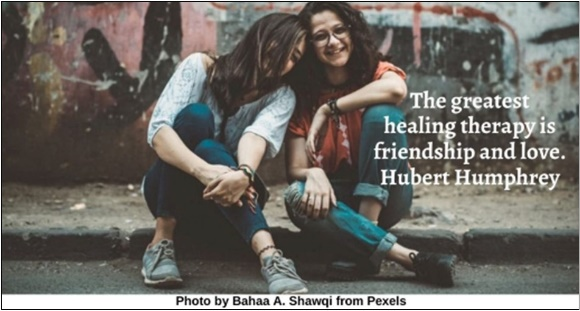 The greatest
healing therapy is
friendship and love.
Hubert Humphrey
Photo by Bahaa A. Shawqi from Pexels